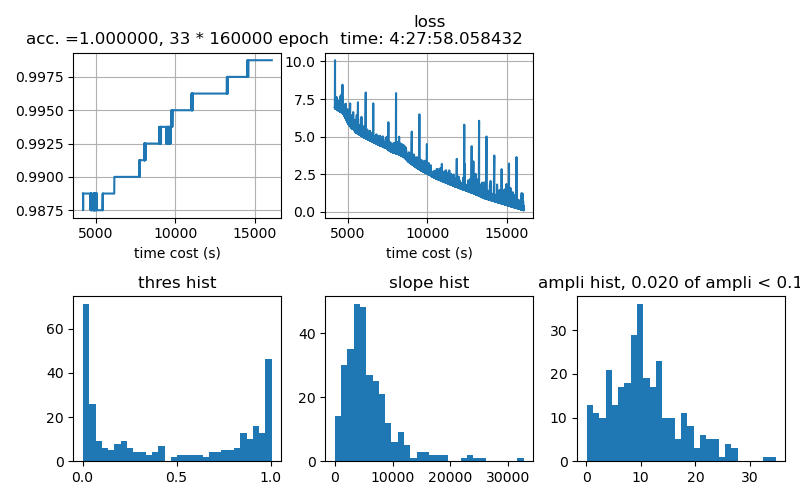 loss
acc. =1.000000, 33 * 160000 epoch time: 4:27:58.058432
0.9975
0.9950
0.9925
0.9900
0.9875
5000 10000 15000
time cost (s)
10.0
7.5
5.0
2.5
0.0
5000 10000 15000
time cost (s)
thres hist
60
40
20
0
0.0 0.5 1.0
slope hist
40
20
0
0 10000 20000 30000
ampli hist, 0.020 of ampli < 0.1
30
20
10
0
0 10 20 30